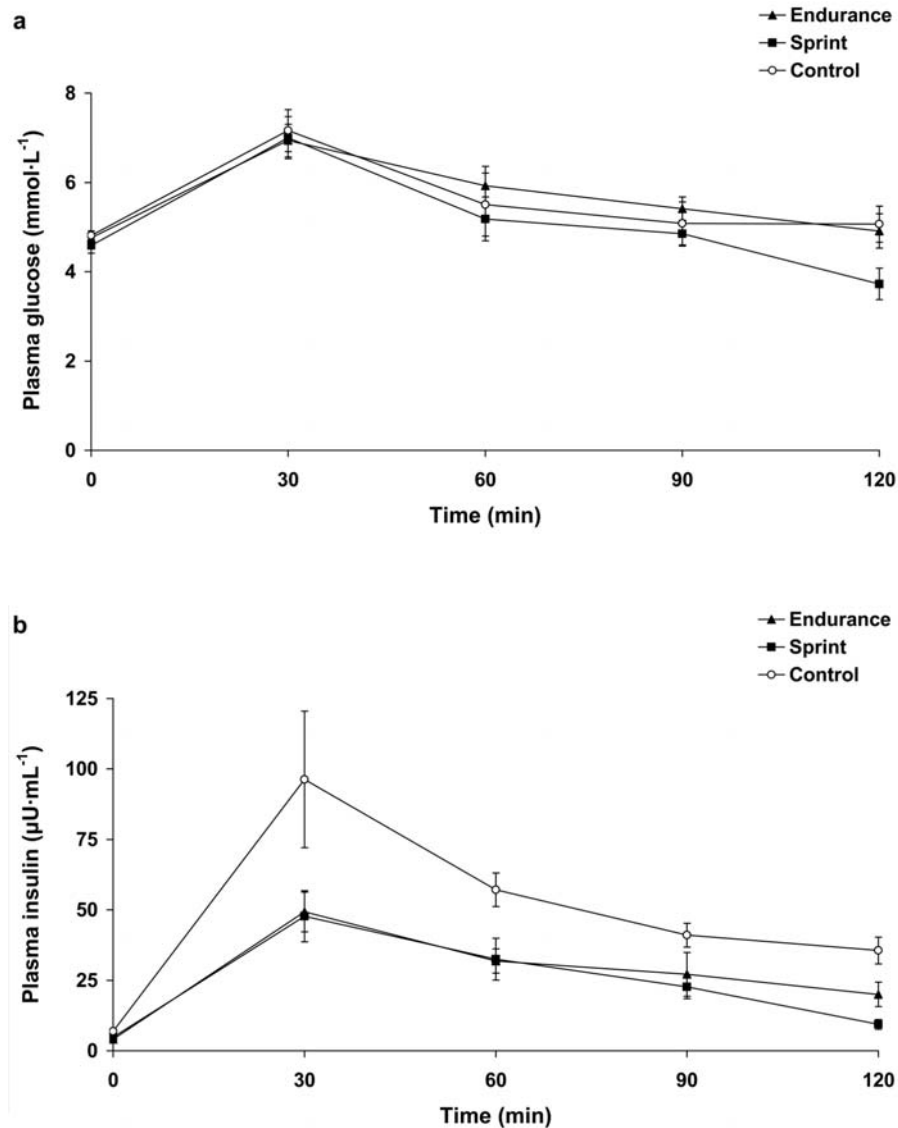 a
Endurance
Sprint
Control
Plasma glucose (mmol·L⁻¹)
8
6
4
2
0
0 30 60 90 120
Time (min)
b
Endurance
Sprint
Control
Plasma insulin (µU·mL⁻¹)
125
100
75
50
25
0
0 30 60 90 120
Time (min)